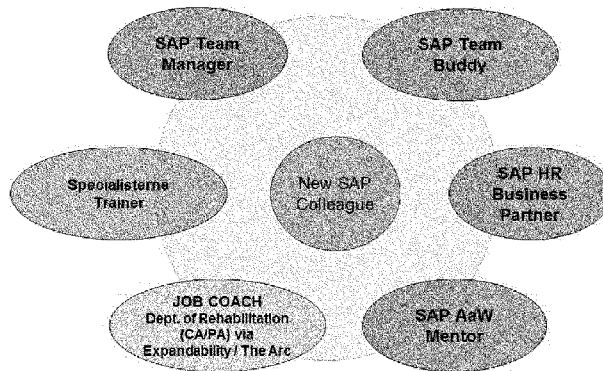 SAP Team
Manager
SAP Team
Buddy
Specialisterne
Trainer
New SAP
Colleague
SAP HR
Business
Partner
JOB COACH
Dept. of Rehabilitation
(CA/PA) via
Expandability / The Arc
SAP AaW
Mentor